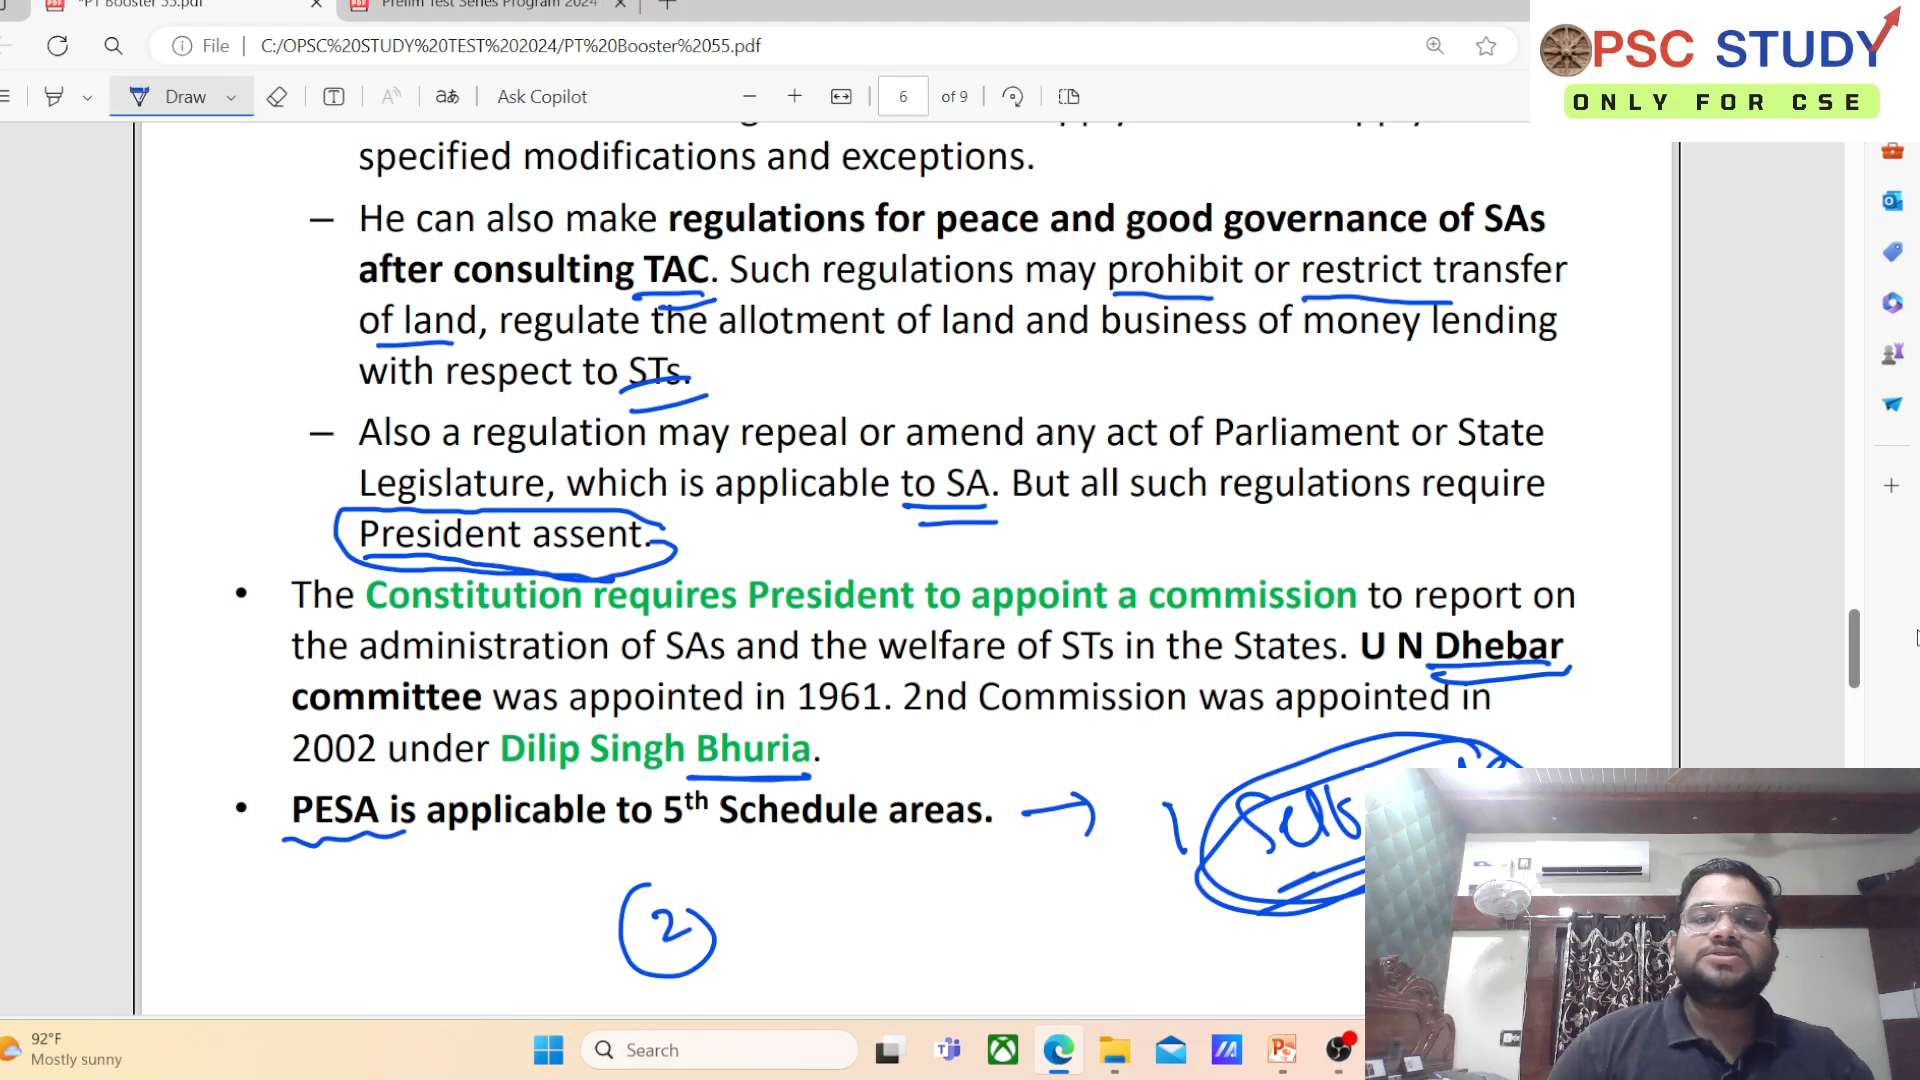 *PT Booster 55.pdf
Prelim Test Series Program 2024
File
C:/OPSC%20STUDY%20TEST%202024/PT%20Booster%2055.pdf
PSC STUDY
ONLY FOR CSE
Draw
Ask Copilot
6
of 9
specified modifications and exceptions.
– He can also make regulations for peace and good governance of SAs
after consulting TAC. Such regulations may prohibit or restrict transfer
of land, regulate the allotment of land and business of money lending
with respect to STs.
– Also a regulation may repeal or amend any act of Parliament or State
Legislature, which is applicable to SA. But all such regulations require
President assent.
• The Constitution requires President to appoint a commission to report on
the administration of SAs and the welfare of STs in the States. U N Dhebar
committee was appointed in 1961. 2nd Commission was appointed in
2002 under Dilip Singh Bhuria.
• PESA is applicable to 5th Schedule areas.
2
92°F
Mostly sunny
Search